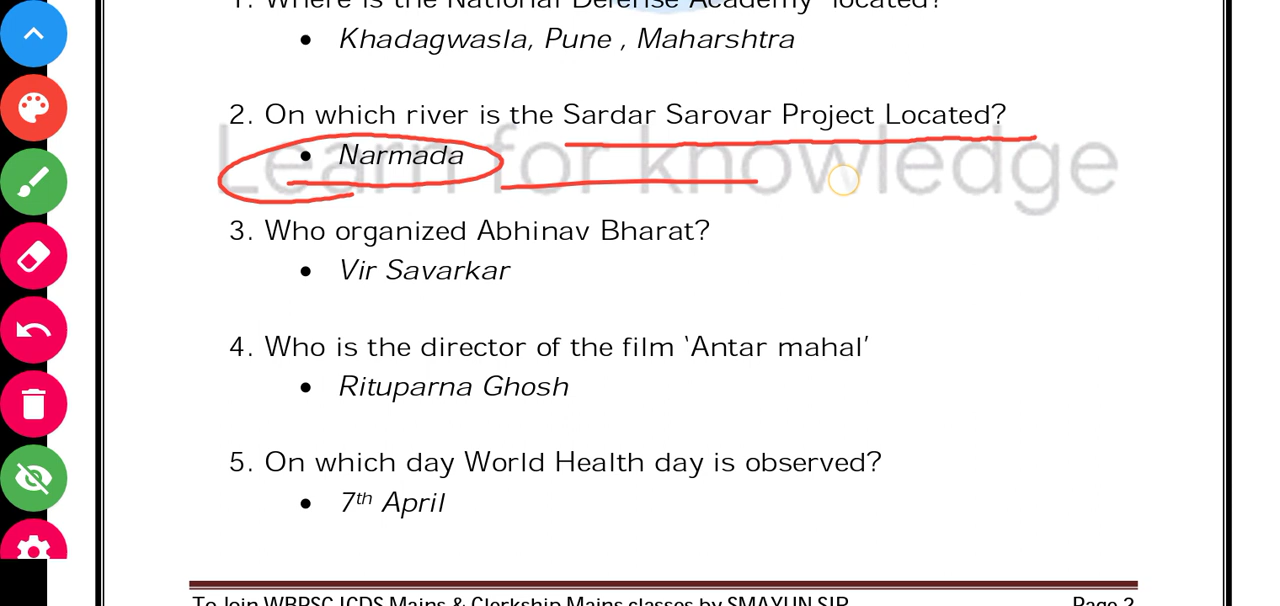 1. Where is the National Defense Academy located?
• Khadagwasla, Pune , Maharshtra
2. On which river is the Sardar Sarovar Project Located?
• Narmada
Learn for knowledge
3. Who organized Abhinav Bharat?
• Vir Savarkar
4. Who is the director of the film ‘Antar mahal’
• Rituparna Ghosh
5. On which day World Health day is observed?
• 7th April
To Join WBPSC ICDS Mains & Clerkship Mains classes by SMAYUN SIR
Page 2